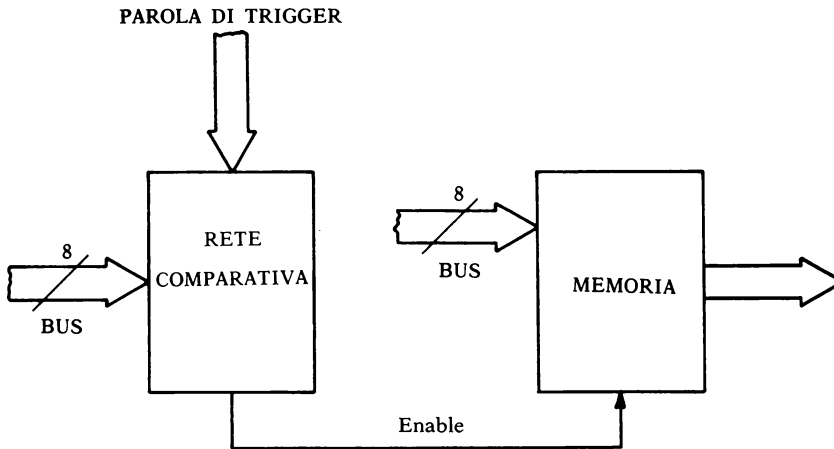 PAROLA DI TRIGGER
8
BUS
RETE
COMPARATIVA
8
BUS
MEMORIA
Enable